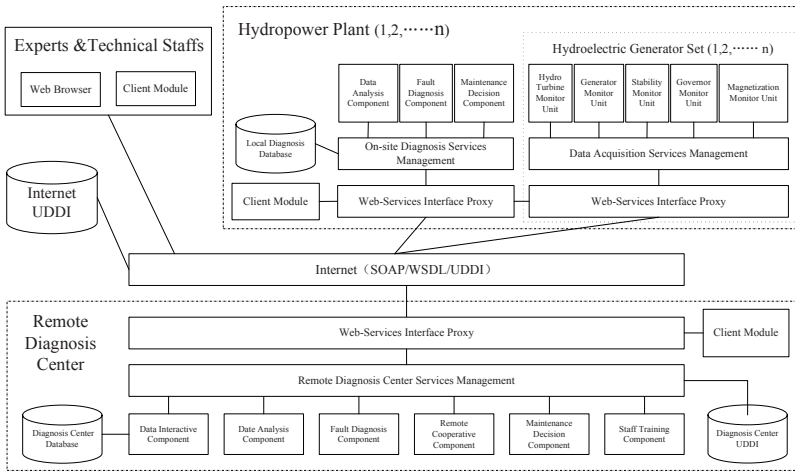 Experts &Technical Staffs
Web Browser
Client Module
Internet
UDDI
Hydropower Plant (1,2,……n)
Data
Analysis
Component
Fault
Diagnosis
Component
Maintenance
Decision
Component
Local Diagnosis
Database
On-site Diagnosis Services
Management
Client Module
Web-Services Interface Proxy
Hydroelectric Generator Set (1,2,…… n)
Hydro
Turbine
Monitor
Unit
Generator
Monitor
Unit
Stability
Monitor
Unit
Governor
Monitor
Unit
Magnetization
Monitor Unit
Data Acquisition Services Management
Web-Services Interface Proxy
Internet（SOAP/WSDL/UDDI）
Remote
Diagnosis
Center
Web-Services Interface Proxy
Client Module
Remote Diagnosis Center Services Management
Diagnosis Center
Database
Data Interactive
Component
Date Analysis
Component
Fault Diagnosis
Component
Remote
Cooperative
Component
Maintenance
Decision
Component
Staff Training
Component
Diagnosis Center
UDDI